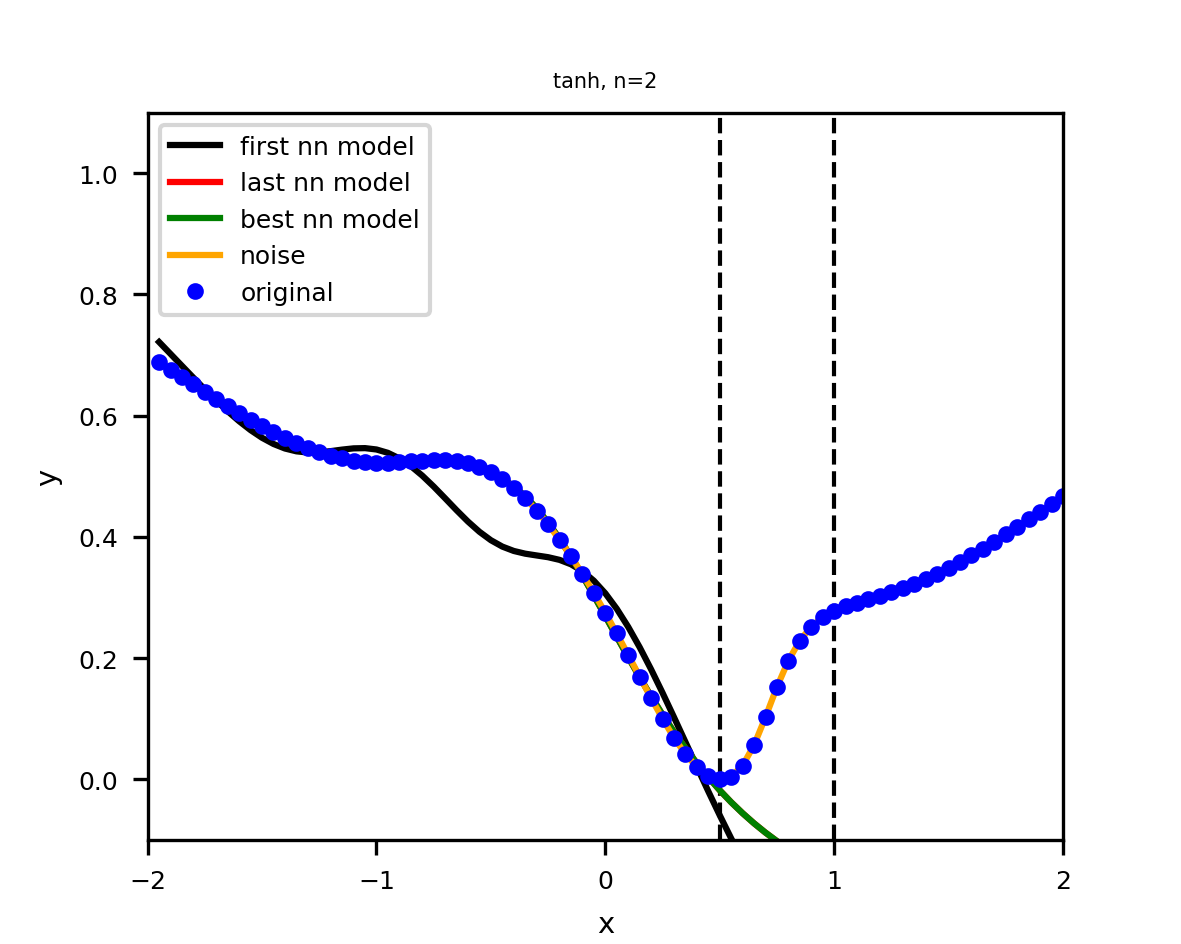 tanh, n=2
first nn model
last nn model
best nn model
noise
original
1.0
0.8
0.6
0.4
0.2
0.0
y
−2
−1
0
1
2
x